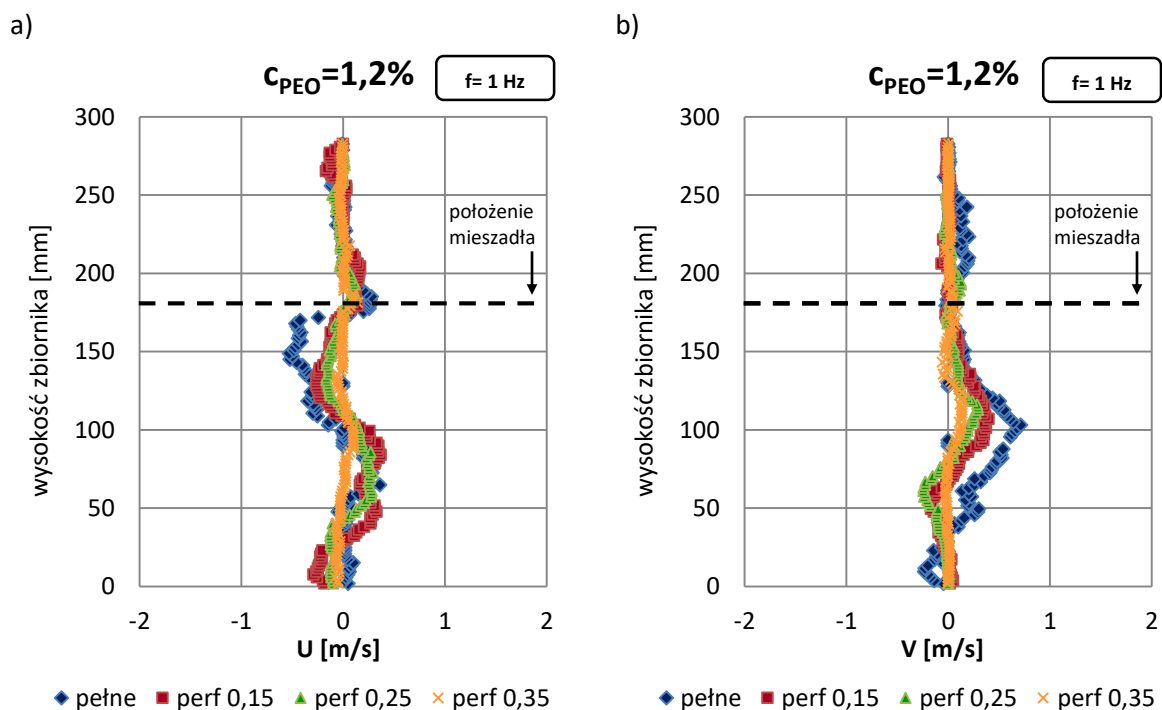 a)
c_PEO=1,2%
f= 1 Hz
wysokość zbiornika [mm]
300
250
200
150
100
50
0
położenie
mieszadła
-2 -1 0 1 2
U [m/s]
pełne perf 0,15 perf 0,25 perf 0,35
b)
c_PEO=1,2%
f= 1 Hz
wysokość zbiornika [mm]
300
250
200
150
100
50
0
położenie
mieszadła
-2 -1 0 1 2
V [m/s]
pełne perf 0,15 perf 0,25 perf 0,35